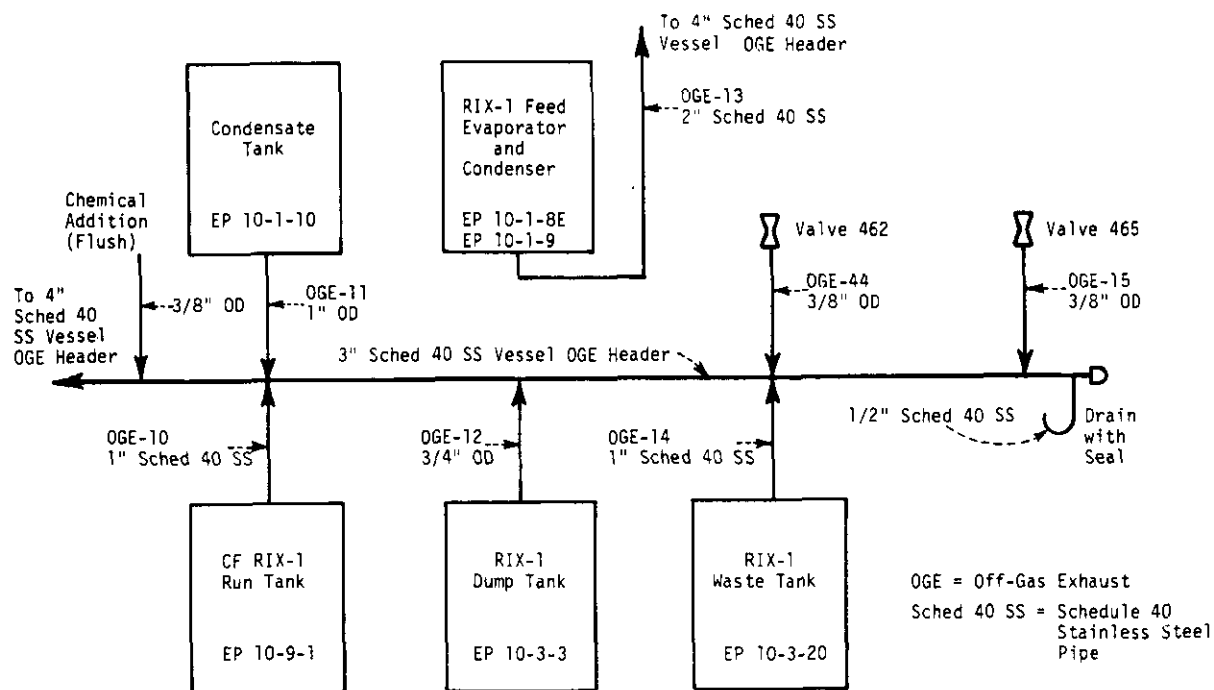 To 4" Sched 40 SS
Vessel OGE Header
Condensate
Tank
EP 10-1-10
RIX-1 Feed
Evaporator
and
Condenser
EP 10-1-8E
EP 10-1-9
OGE-13
2" Sched 40 SS
Chemical
Addition
(Flush)
Valve 462
Valve 465
To 4"
Sched 40
SS Vessel
OGE Header
3/8" OD
OGE-11
1" OD
OGE-44
3/8" OD
OGE-15
3/8" OD
3" Sched 40 SS Vessel OGE Header
OGE-10
1" Sched 40 SS
OGE-12
3/4" OD
OGE-14
1" Sched 40 SS
1/2" Sched 40 SS
Drain
with
Seal
CF RIX-1
Run Tank
EP 10-9-1
RIX-1
Dump Tank
EP 10-3-3
RIX-1
Waste Tank
EP 10-3-20
OGE = Off-Gas Exhaust
Sched 40 SS = Schedule 40
Stainless Steel
Pipe